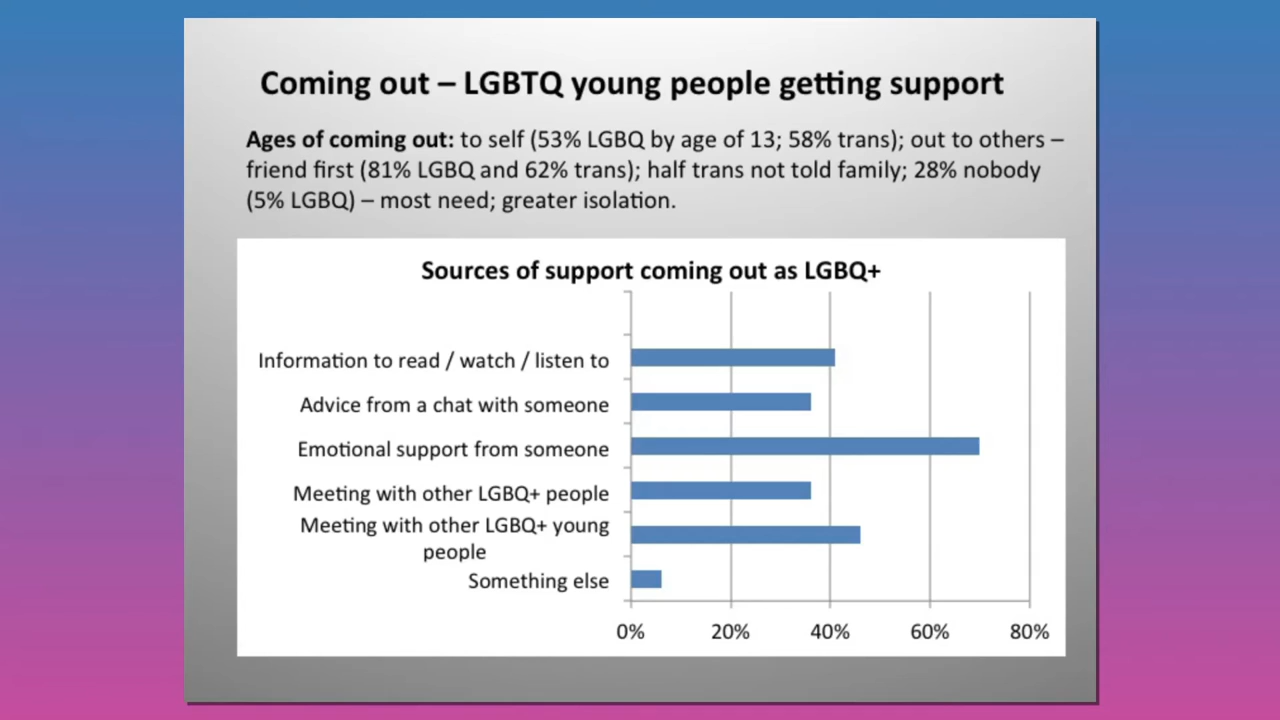 Coming out – LGBTQ young people getting support
Ages of coming out: to self (53% LGBQ by age of 13; 58% trans); out to others –
friend first (81% LGBQ and 62% trans); half trans not told family; 28% nobody
(5% LGBQ) – most need; greater isolation.
Sources of support coming out as LGBQ+
Information to read / watch / listen to
Advice from a chat with someone
Emotional support from someone
Meeting with other LGBQ+ people
Meeting with other LGBQ+ young
people
Something else
0% 20% 40% 60% 80%